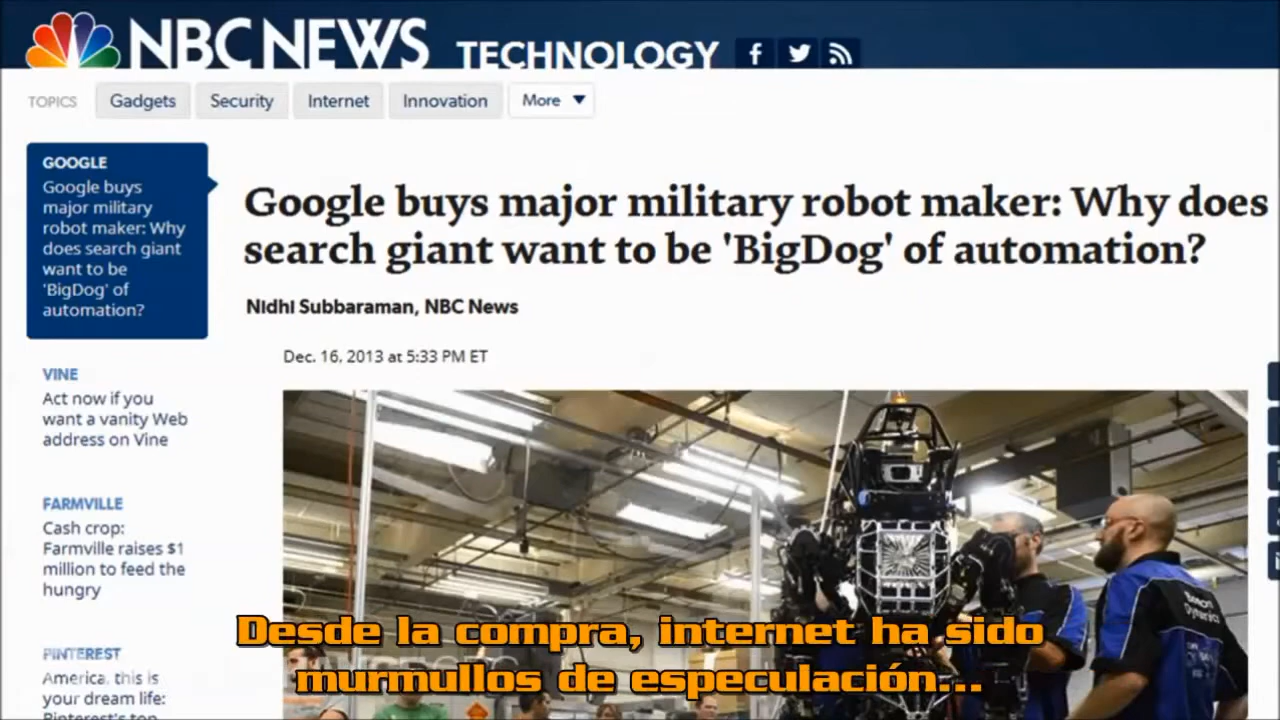 NBC NEWS TECHNOLOGY
TOPICS
Gadgets
Security
Internet
Innovation
More
GOOGLE
Google buys
major military
robot maker: Why
does search giant
want to be
'BigDog' of
automation?
Google buys major military robot maker: Why does
search giant want to be 'BigDog' of automation?
Nidhi Subbaraman, NBC News
Dec. 16, 2013 at 5:33 PM ET
VINE
Act now if you
want a vanity Web
address on Vine
FARMVILLE
Cash crop:
Farmville raises $1
million to feed the
hungry
PINTEREST
America, this is
your dream life:
Pinterest's top
Desde la compra, internet ha sido
murmullos de especulación...